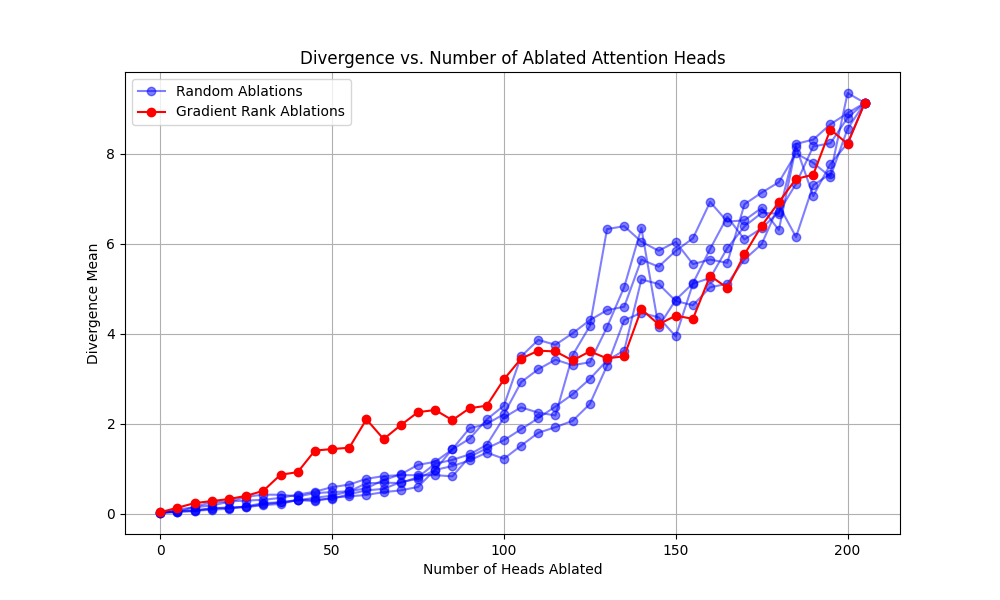 Divergence vs. Number of Ablated Attention Heads
Random Ablations
Gradient Rank Ablations
8
6
4
2
0
Divergence Mean
0 50 100 150 200
Number of Heads Ablated